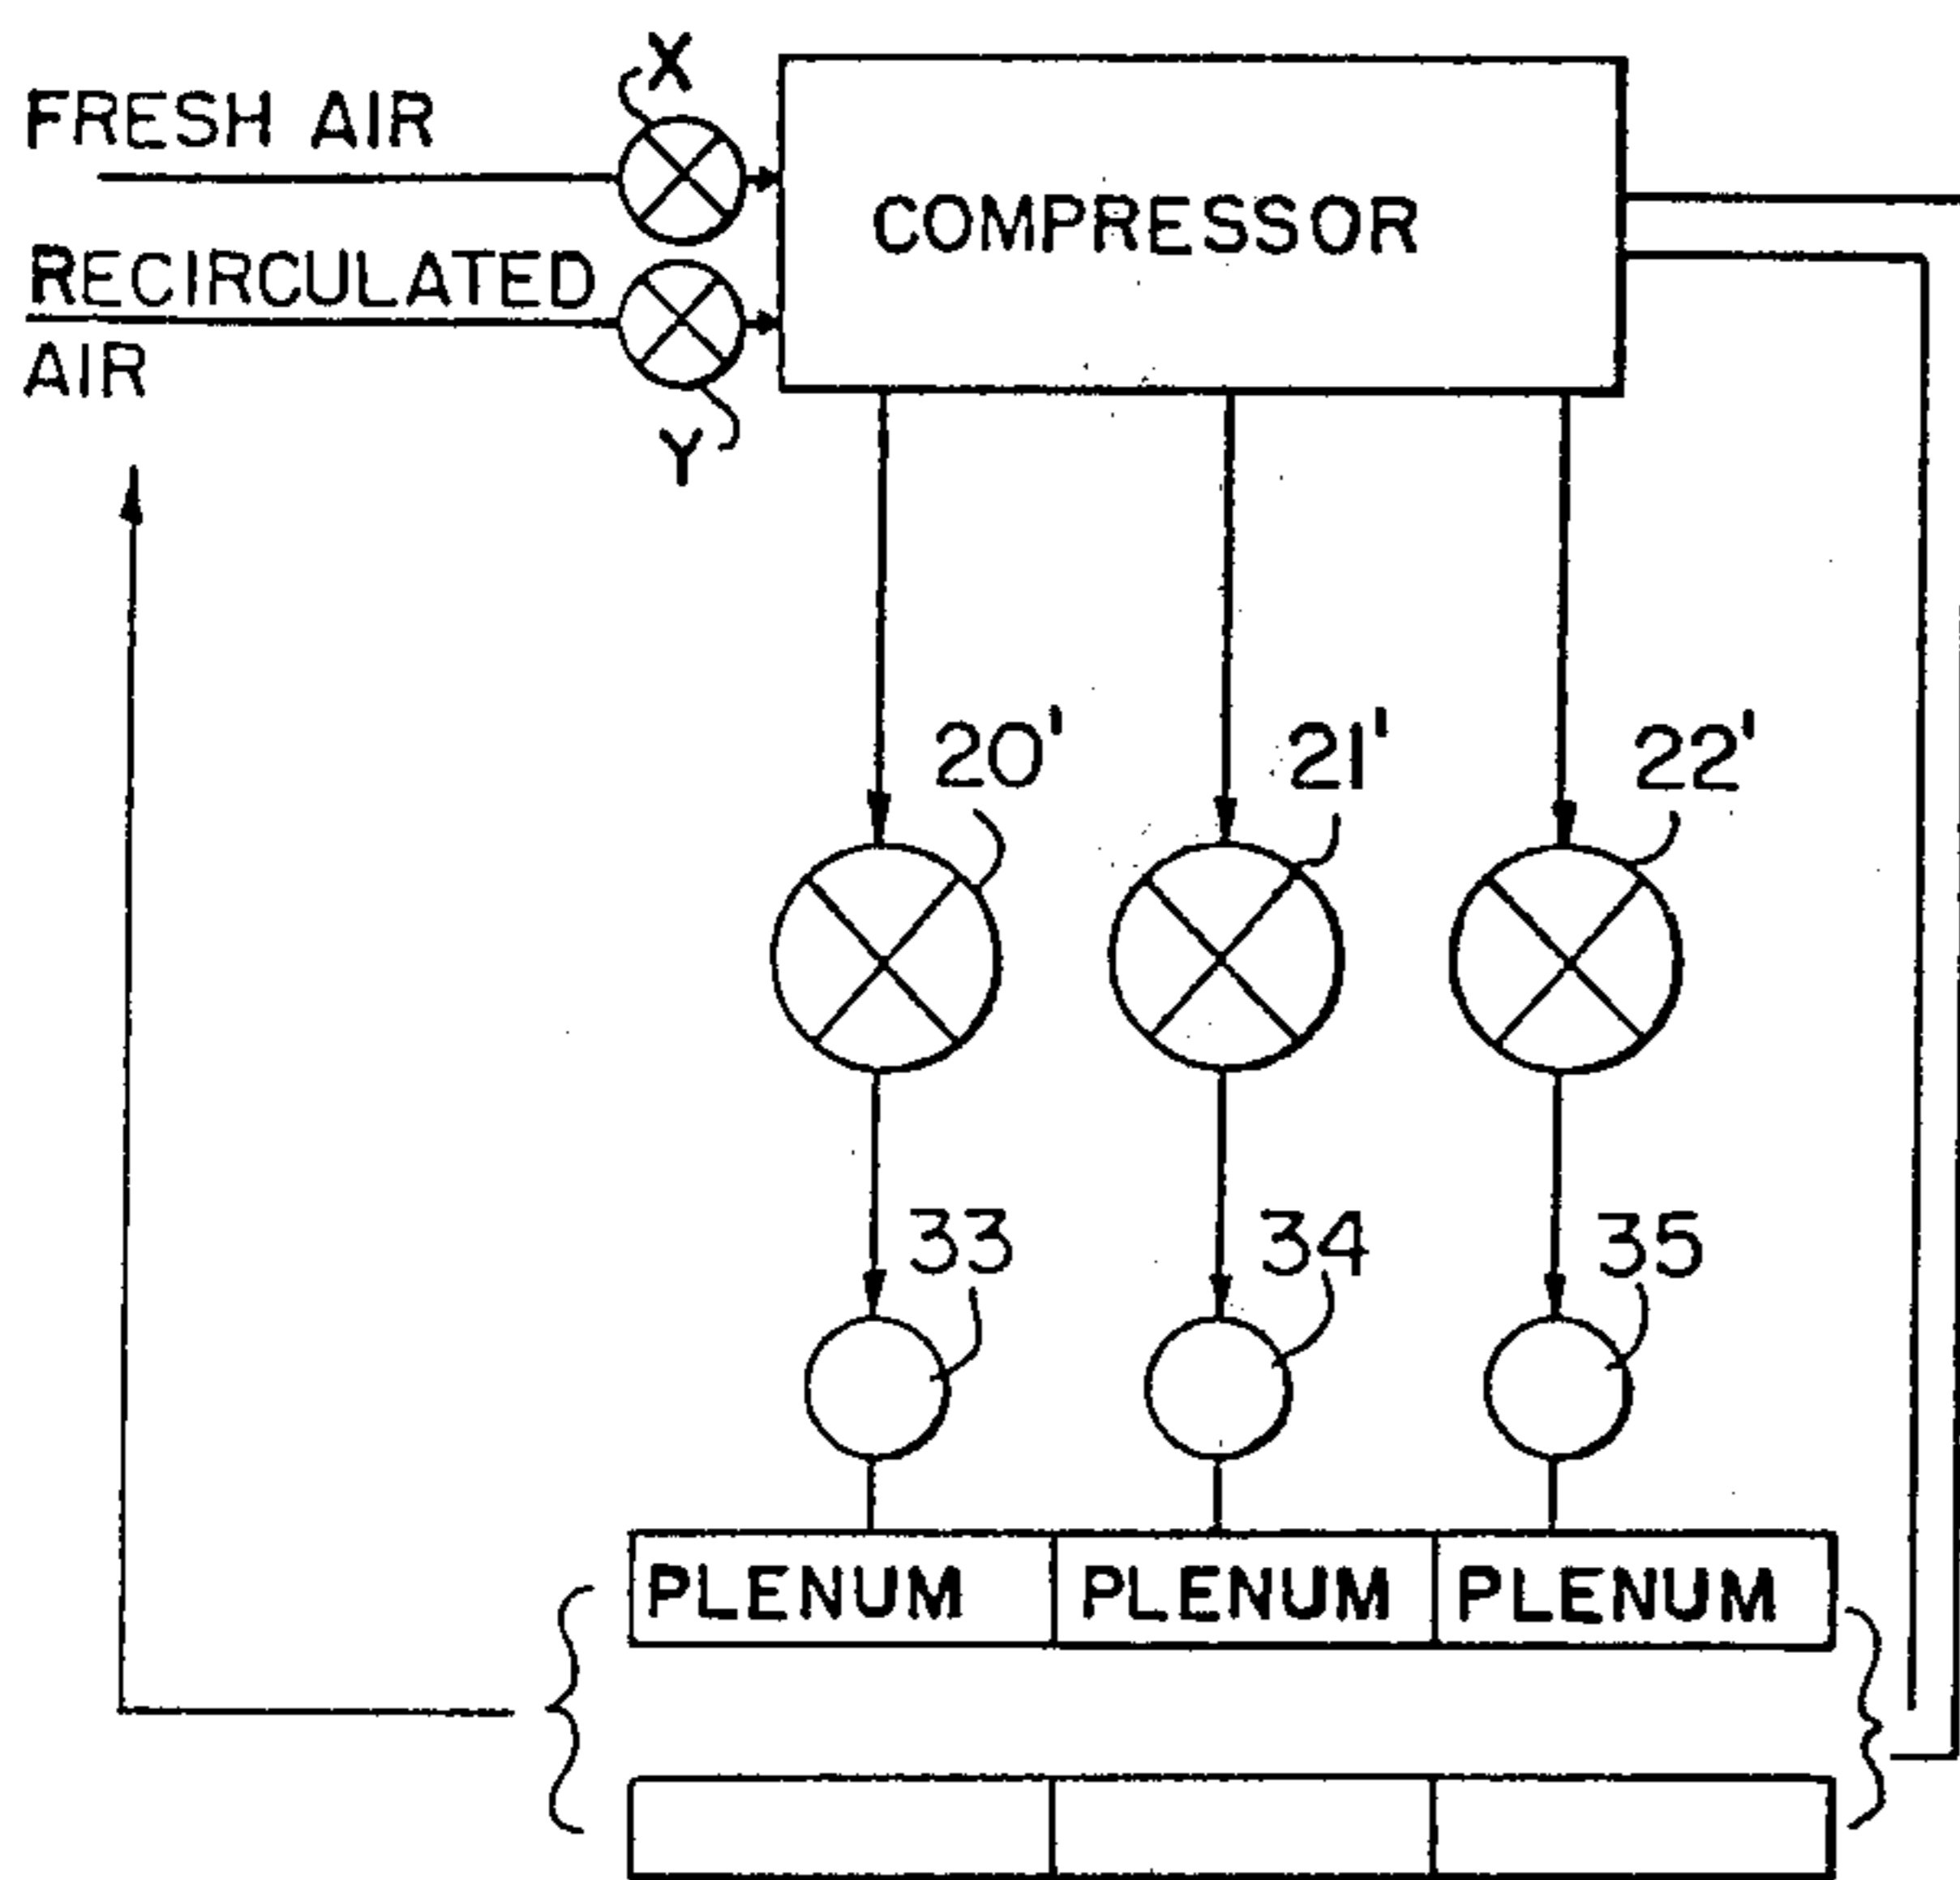 X
FRESH AIR
COMPRESSOR
RECIRCULATED
AIR
Y
20' 21' 22'
33 34 35
PLENUM PLENUM PLENUM